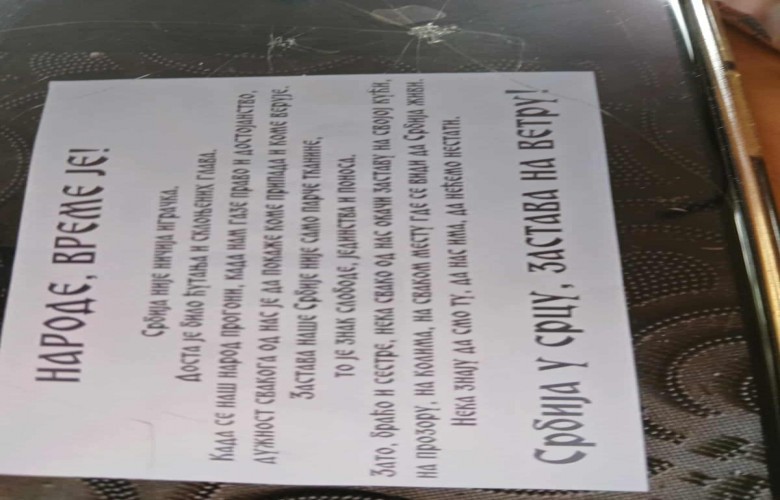 НАРОДЕ, ВРЕМЕ ЈЕ!
Србија није ничија играчка.
Доста је било ћутања и склоњених глава.
Када се наш народ прогони, када нам газе право и достојанство,
дужност свакога од нас је да покаже коме припада и коме верује.
Застава наше Србије није само парче тканине,
то је знак слободе, јединства и поноса.
Зато, браћо и сестре, нека свако од нас окачи заставу на својој кући,
на прозору, на колима, на сваком месту где се види да Србија живи.
Нека знају да смо ту, да нас има, да нећемо нестати.
Србија у срцу, застава на ветру!